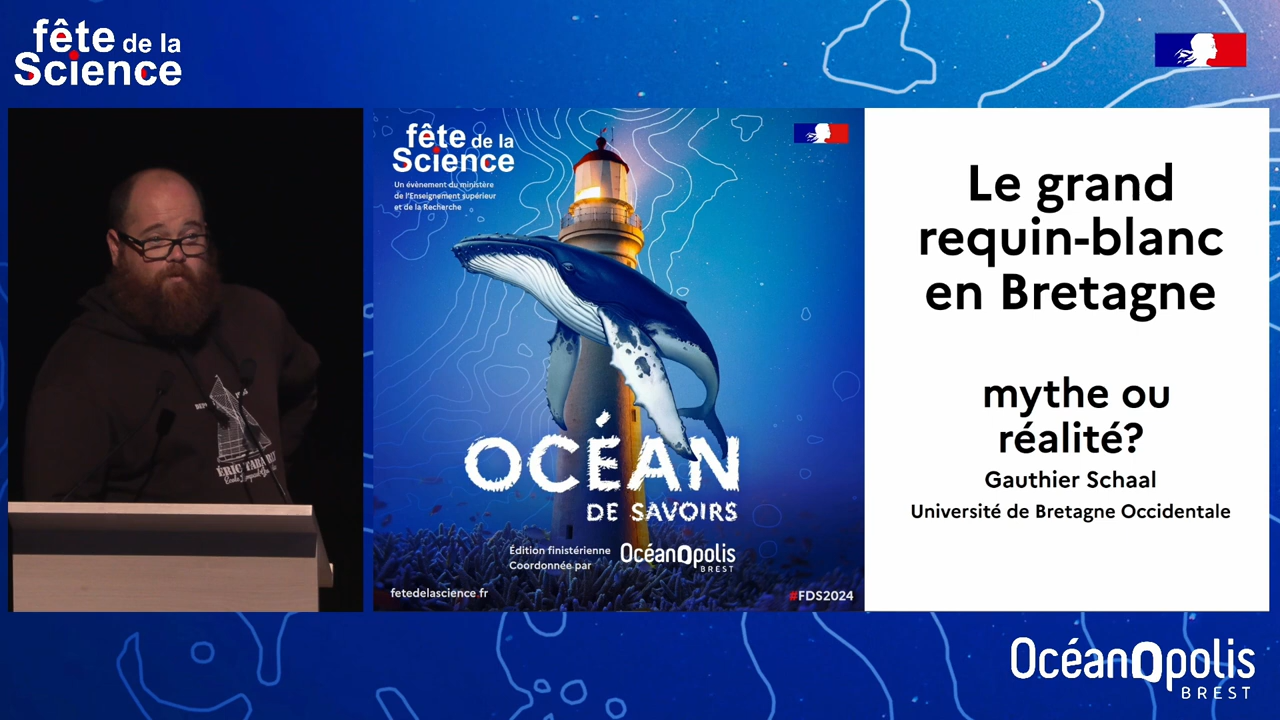 fête de la
Science
fête de la
Science
Un évènement du ministère
de l'Enseignement supérieur
et de la Recherche
OCÉAN
DE SAVOIRS
Édition finistérienne
Coordonnée par
OcéanOpolis
BREST
fetedelascience.fr
#FDS2024
Le grand
requin-blanc
en Bretagne
mythe ou
réalité?
Gauthier Schaal
Université de Bretagne Occidentale
OcéanOpolis
BREST